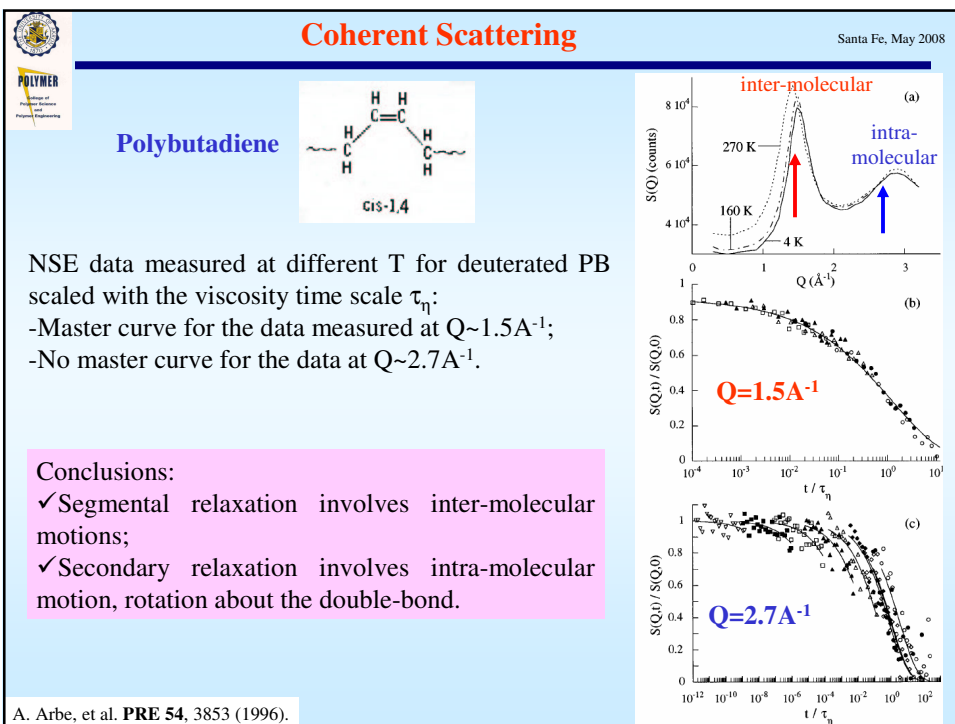 Coherent Scattering
Santa Fe, May 2008
POLYMER
College of
Polymer Science
and
Polymer Engineering
Polybutadiene
H H
C=C
H H
C C
H H
cis-1,4
NSE data measured at different T for deuterated PB
scaled with the viscosity time scale τη:
-Master curve for the data measured at Q~1.5A-1;
-No master curve for the data at Q~2.7A-1.
Conclusions:
✓Segmental relaxation involves inter-molecular
motions;
✓Secondary relaxation involves intra-molecular
motion, rotation about the double-bond.
A. Arbe, et al. PRE 54, 3853 (1996).
inter-molecular
(a)
intra-
molecular
270 K
160 K
4 K
S(Q) (counts)
8 10⁴
6 10⁴
4 10⁴
0 1 2 3
Q (Å-1)
(b)
S(Q,t) / S(Q,0)
1
0.8
0.6
0.4
0.2
0
Q=1.5A-1
10-4 10-3 10-2 10-1 10⁰ 10¹
t / τη
(c)
S(Q,t) / S(Q,0)
1
0.8
0.6
0.4
0.2
0
Q=2.7A-1
10-12 10-10 10-8 10-6 10-4 10-2 10⁰ 10²
t / τη